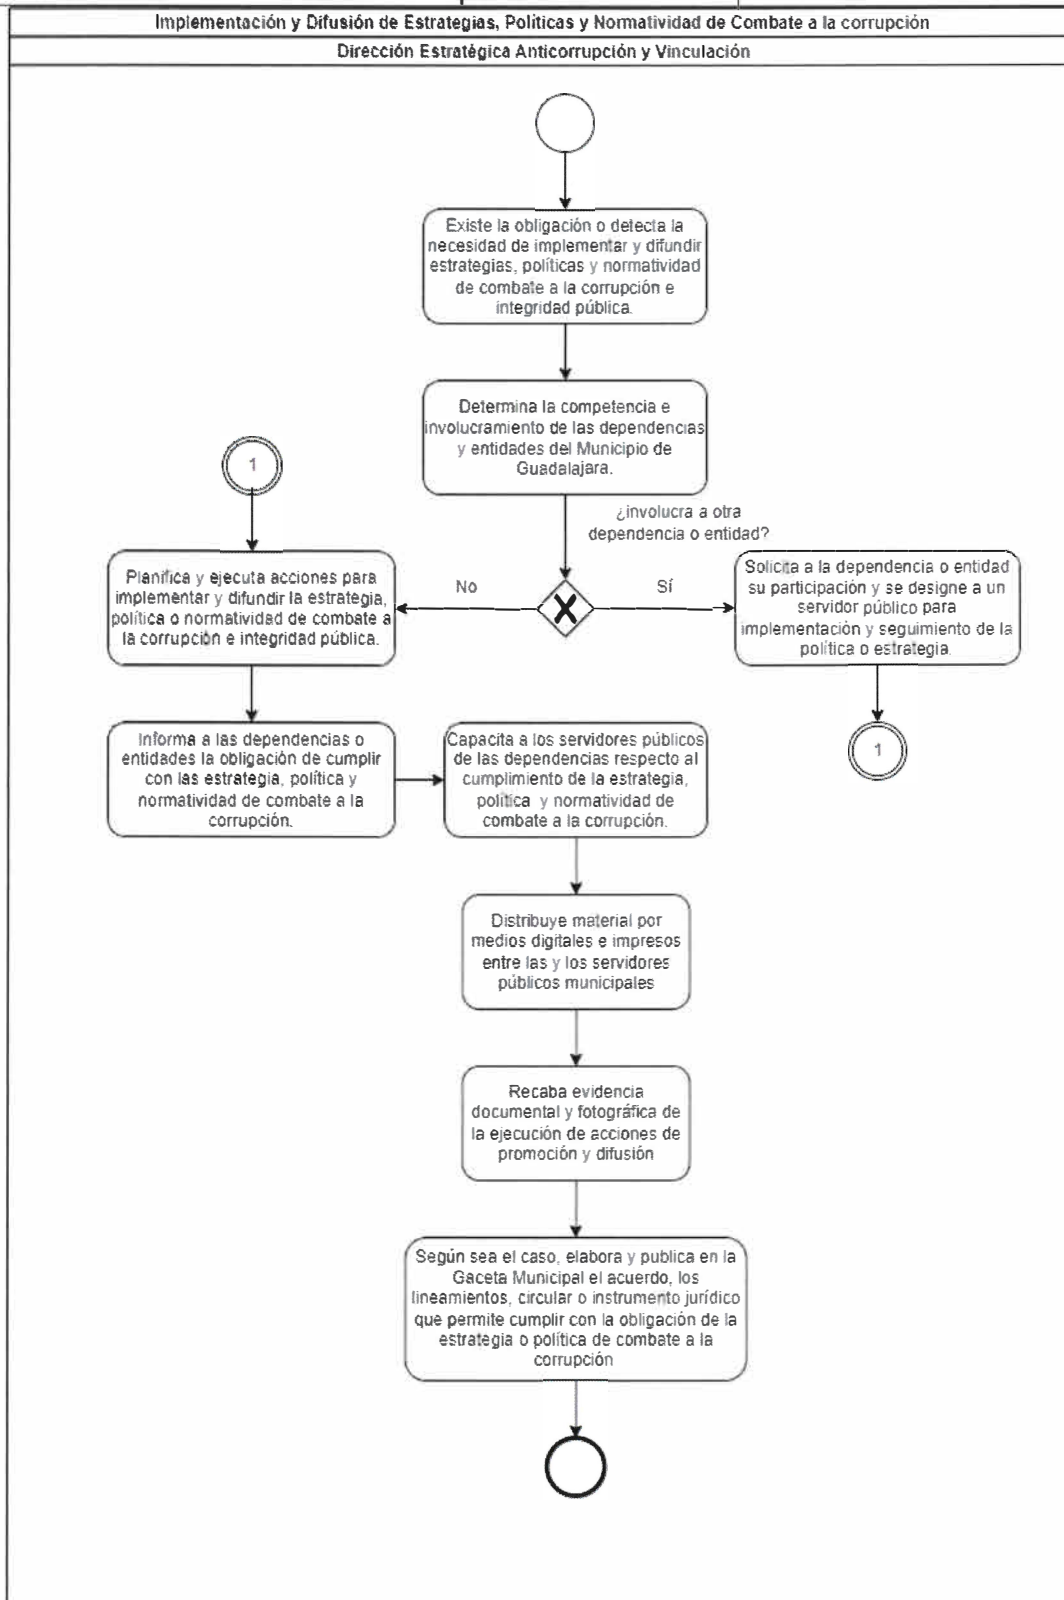 Implementación y Difusión de Estrategias, Políticas y Normatividad de Combate a la corrupción
Dirección Estratégica Anticorrupción y Vinculación
Existe la obligación o detecta la
necesidad de implementar y difundir
estrategias, políticas y normatividad
de combate a la corrupción e
integridad pública.
Determina la competencia e
involucramiento de las dependencias
y entidades del Municipio de
Guadalajara.
¿involucra a otra
dependencia o entidad?
1
No
Sí
Planifica y ejecuta acciones para
implementar y difundir la estrategia,
política o normatividad de combate a
la corrupción e integridad pública.
Solicita a la dependencia o entidad
su participación y se designe a un
servidor público para
implementación y seguimiento de la
política o estrategia.
1
Informa a las dependencias o
entidades la obligación de cumplir
con las estrategia, política y
normatividad de combate a la
corrupción.
Capacita a los servidores públicos
de las dependencias respecto al
cumplimiento de la estrategia,
política y normatividad de
combate a la corrupción.
Distribuye material por
medios digitales e impresos
entre las y los servidores
públicos municipales
Recaba evidencia
documental y fotográfica de
la ejecución de acciones de
promoción y difusión
Según sea el caso, elabora y publica en la
Gaceta Municipal el acuerdo, los
lineamientos, circular o instrumento jurídico
que permite cumplir con la obligación de la
estrategia o política de combate a la
corrupción